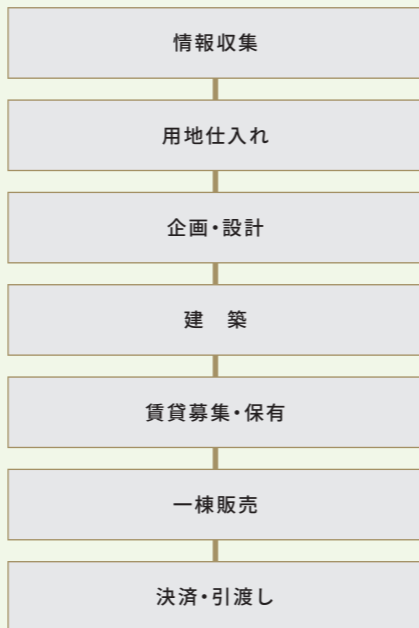 情報収集
用地仕入れ
企画・設計
建　築
賃貸募集・保有
一棟販売
決済・引渡し